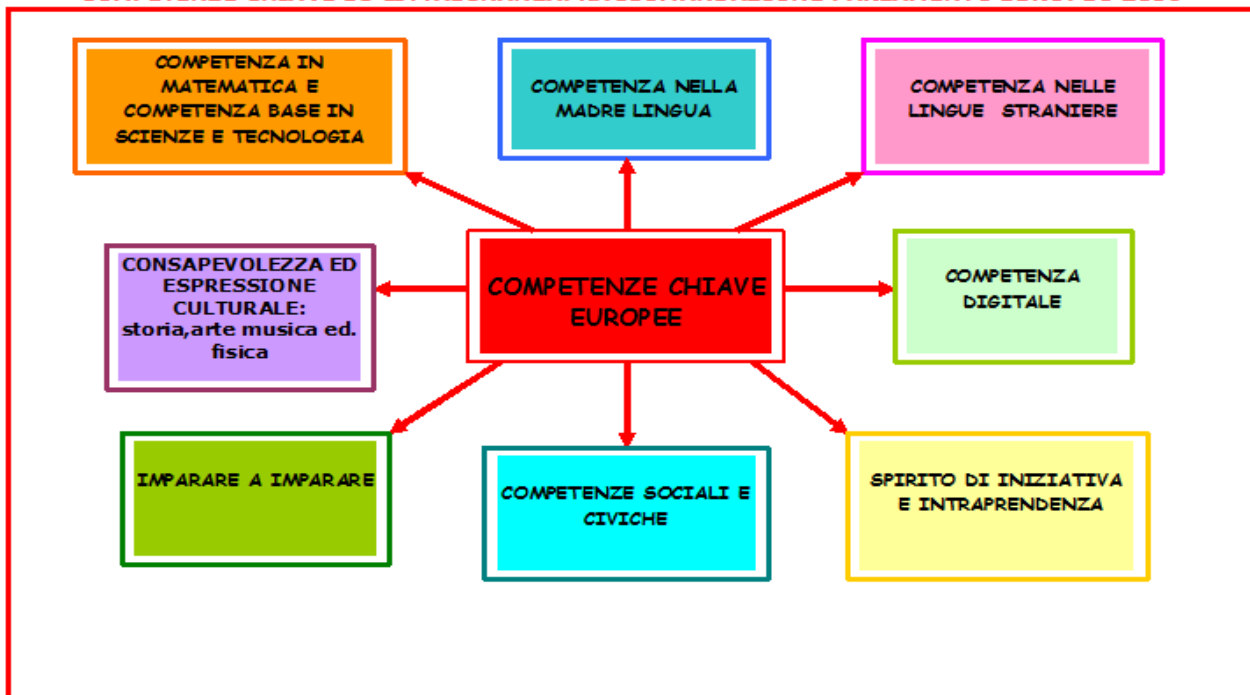 COMPETENZA IN
MATEMATICA E
COMPETENZA BASE IN
SCIENZE E TECNOLOGIA
COMPETENZA NELLA
MADRE LINGUA
COMPETENZA NELLE
LINGUE STRANIERE
CONSAPEVOLEZZA ED
ESPRESSIONE
CULTURALE:
storia,arte musica ed.
fisica
COMPETENZE CHIAVE
EUROPEE
COMPETENZA
DIGITALE
IMPARARE A IMPARARE
COMPETENZE SOCIALI E
CIVICHE
SPIRITO DI INIZIATIVA
E INTRAPRENDENZA